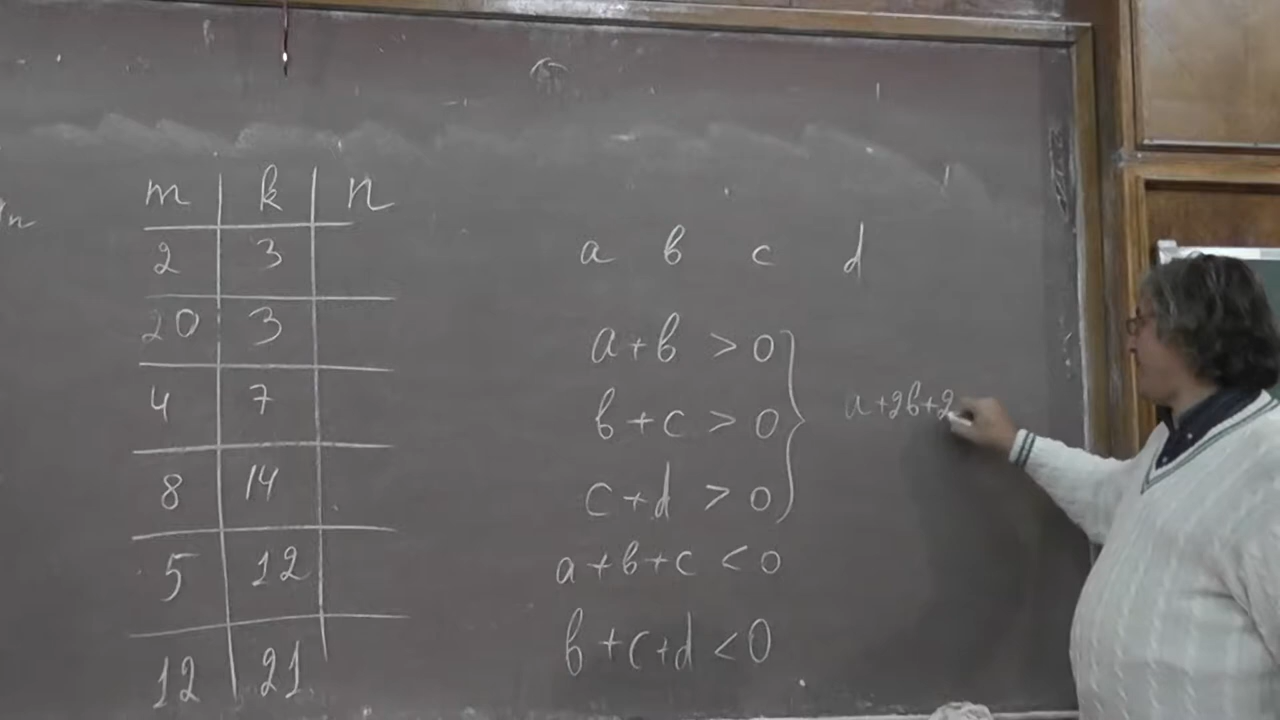 m k n
2 3
20 3
4 7
8 14
5 12
12 21
n
a b c d
a+b > 0
b+c > 0
c+d > 0
a+b+c < 0
b+c+d < 0
a+2b+2